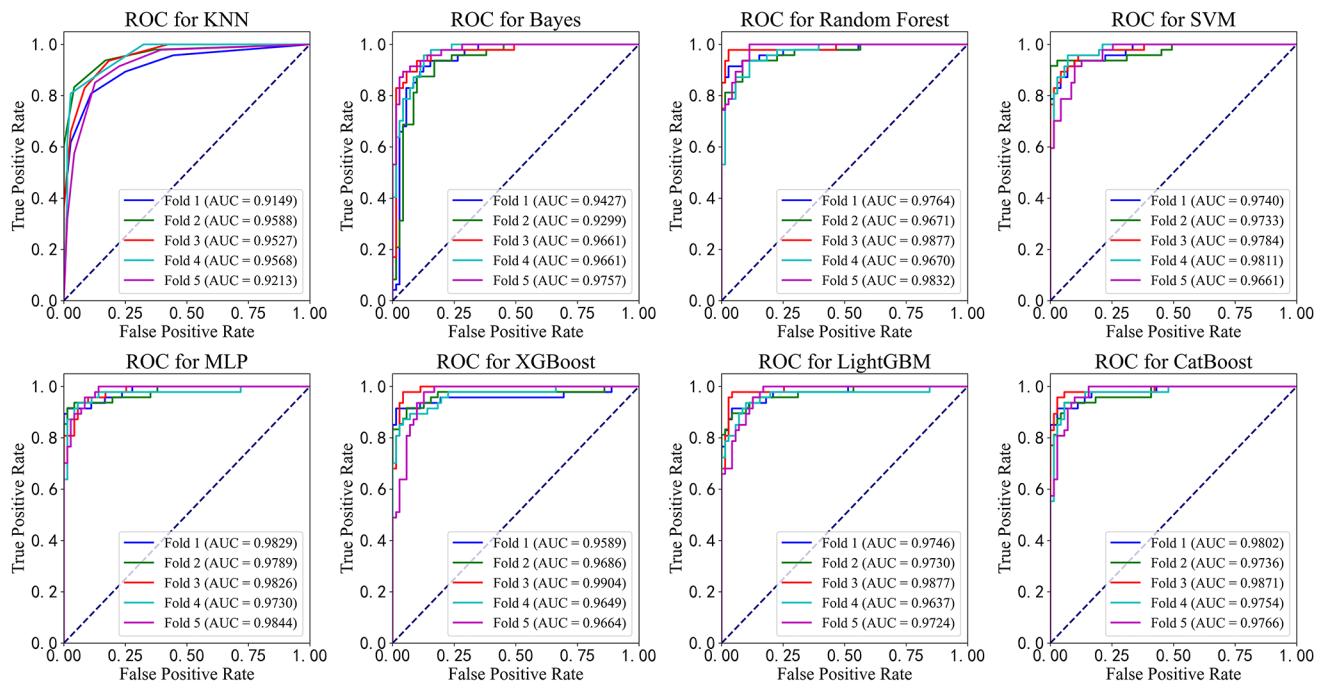 ROC for KNN
1. 0
0. 8
0. 6
0. 4
0. 2
0. 0
True Positive Rate
Fold 1 (AUC = 0.9149)
Fold 2 (AUC = 0.9588)
Fold 3 (AUC = 0.9527)
Fold 4 (AUC = 0.9568)
Fold 5 (AUC = 0.9213)
0. 00 0. 25 0. 50 0. 75 1. 00
False Positive Rate
ROC for Bayes
1. 0
0. 8
0. 6
0. 4
0. 2
0. 0
True Positive Rate
Fold 1 (AUC = 0.9427)
Fold 2 (AUC = 0.9299)
Fold 3 (AUC = 0.9661)
Fold 4 (AUC = 0.9661)
Fold 5 (AUC = 0.9757)
0. 00 0. 25 0. 50 0. 75 1. 00
False Positive Rate
ROC for Random Forest
1. 0
0. 8
0. 6
0. 4
0. 2
0. 0
True Positive Rate
Fold 1 (AUC = 0.9764)
Fold 2 (AUC = 0.9671)
Fold 3 (AUC = 0.9877)
Fold 4 (AUC = 0.9670)
Fold 5 (AUC = 0.9832)
0. 00 0. 25 0. 50 0. 75 1. 00
False Positive Rate
ROC for SVM
1. 0
0. 8
0. 6
0. 4
0. 2
0. 0
True Positive Rate
Fold 1 (AUC = 0.9740)
Fold 2 (AUC = 0.9733)
Fold 3 (AUC = 0.9784)
Fold 4 (AUC = 0.9811)
Fold 5 (AUC = 0.9661)
0. 00 0. 25 0. 50 0. 75 1. 00
False Positive Rate
ROC for MLP
1. 0
0. 8
0. 6
0. 4
0. 2
0. 0
True Positive Rate
Fold 1 (AUC = 0.9829)
Fold 2 (AUC = 0.9789)
Fold 3 (AUC = 0.9826)
Fold 4 (AUC = 0.9730)
Fold 5 (AUC = 0.9844)
0. 00 0. 25 0. 50 0. 75 1. 00
False Positive Rate
ROC for XGBoost
1. 0
0. 8
0. 6
0. 4
0. 2
0. 0
True Positive Rate
Fold 1 (AUC = 0.9589)
Fold 2 (AUC = 0.9686)
Fold 3 (AUC = 0.9904)
Fold 4 (AUC = 0.9649)
Fold 5 (AUC = 0.9664)
0. 00 0. 25 0. 50 0. 75 1. 00
False Positive Rate
ROC for LightGBM
1. 0
0. 8
0. 6
0. 4
0. 2
0. 0
True Positive Rate
Fold 1 (AUC = 0.9746)
Fold 2 (AUC = 0.9730)
Fold 3 (AUC = 0.9877)
Fold 4 (AUC = 0.9637)
Fold 5 (AUC = 0.9724)
0. 00 0. 25 0. 50 0. 75 1. 00
False Positive Rate
ROC for CatBoost
1. 0
0. 8
0. 6
0. 4
0. 2
0. 0
True Positive Rate
Fold 1 (AUC = 0.9802)
Fold 2 (AUC = 0.9736)
Fold 3 (AUC = 0.9871)
Fold 4 (AUC = 0.9754)
Fold 5 (AUC = 0.9766)
0. 00 0. 25 0. 50 0. 75 1. 00
False Positive Rate